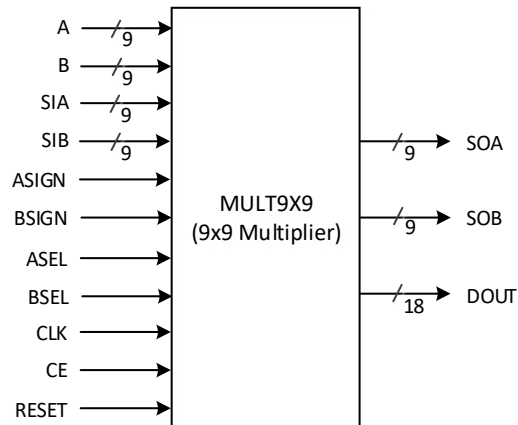 A
9
B
9
SIA
9
SIB
9
ASIGN
BSIGN
ASEL
BSEL
CLK
CE
RESET
MULT9X9
(9x9 Multiplier)
9
SOA
9
SOB
18
DOUT